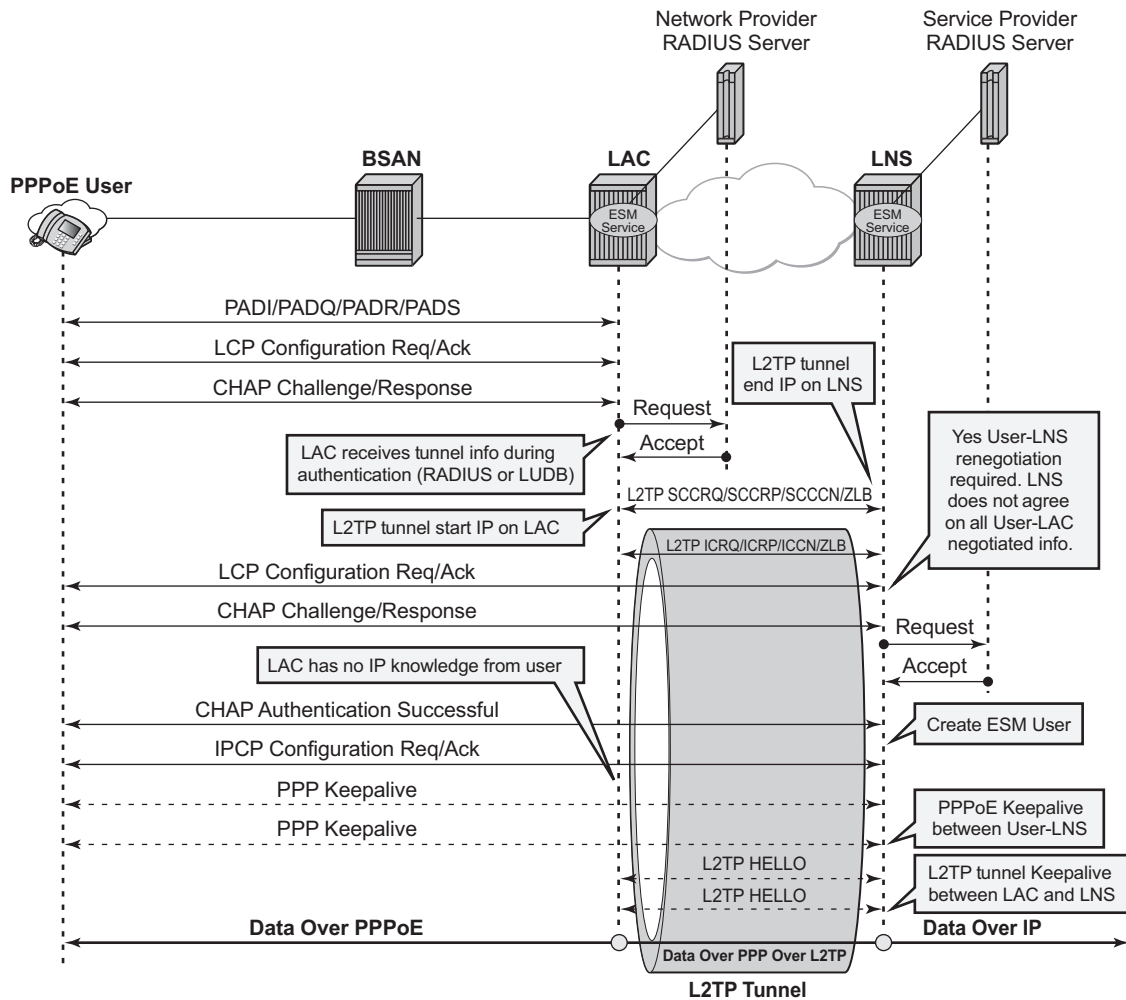 Network Provider
RADIUS Server
Service Provider
RADIUS Server
BSAN
LAC
LNS
PPPoE User
ESM
Service
ESM
Service
PADI/PADQ/PADR/PADS
LCP Configuration Req/Ack
L2TP tunnel
end IP on LNS
CHAP Challenge/Response
Request
Yes User-LNS
renegotiation
required. LNS
does not agree
on all User-LAC
negotiated info.
LAC receives tunnel info during
authentication (RADIUS or LUDB)
Accept
L2TP SCCRQ/SCCRP/SCCCN/ZLB
L2TP tunnel start IP on LAC
L2TP ICRQ/ICRP/ICCN/ZLB
LCP Configuration Req/Ack
CHAP Challenge/Response
Request
LAC has no IP knowledge from user
Accept
CHAP Authentication Successful
Create ESM User
IPCP Configuration Req/Ack
PPP Keepalive
PPPoE Keepalive
between User-LNS
PPP Keepalive
L2TP HELLO
L2TP tunnel Keepalive
between LAC and LNS
L2TP HELLO
Data Over PPPoE
Data Over IP
Data Over PPP Over L2TP
L2TP Tunnel